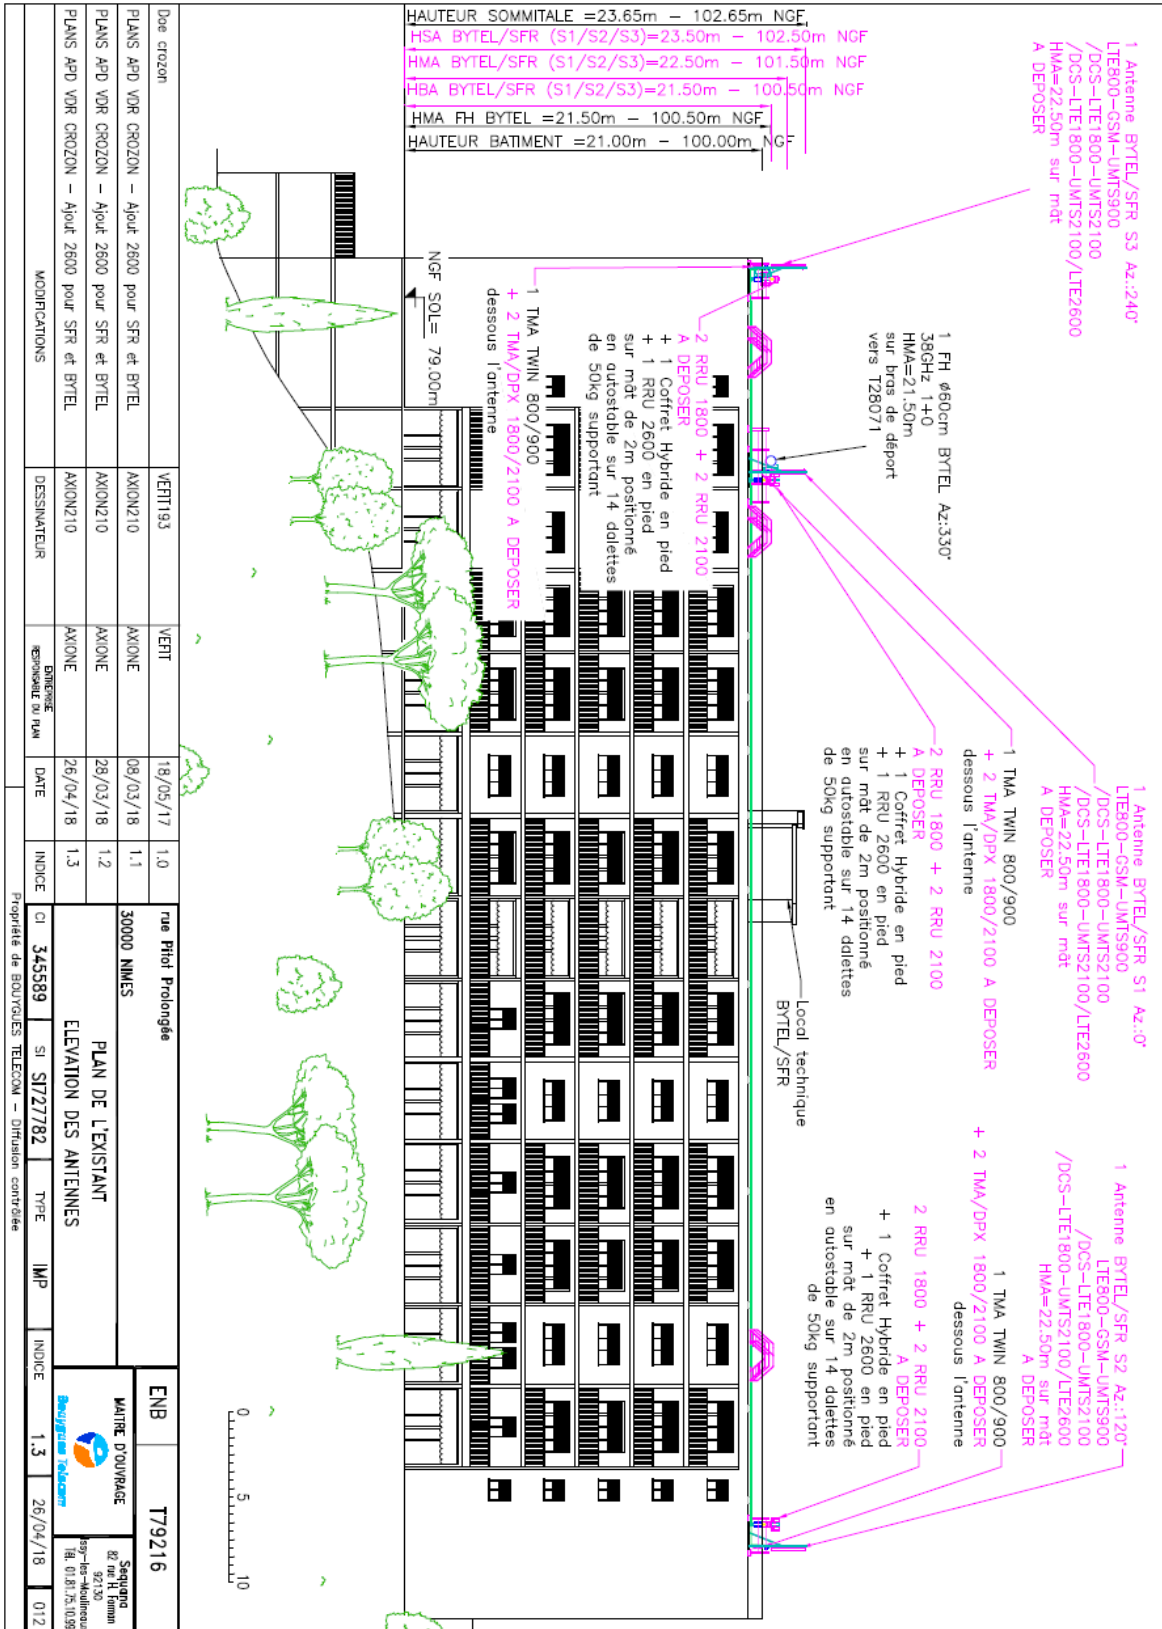 HAUTEUR SOMMITALE =23.65m – 102.65m NGF
HSA BYTEL/SFR (S1/S2/S3)=23.50m – 102.50m NGF
HMA BYTEL/SFR (S1/S2/S3)=22.50m – 101.50m NGF
HBA BYTEL/SFR (S1/S2/S3)=21.50m – 100.50m NGF
HMA FH BYTEL =21.50m – 100.50m NGF
HAUTEUR BATIMENT =21.00m – 100.00m NGF
1 Antenne BYTEL/SFR S3 Az.:240°
LTE800-GSM-UMTS900
/DCS-LTE1800-UMTS2100
/DCS-LTE1800-UMTS2100/LTE2600
HMA=22.50m sur mât
A DEPOSER
1 FH ø60cm BYTEL Az:330°
38GHz 1+0
HMA=21.50m
sur bras de départ
vers T28071
2 RRU 1800 + 2 RRU 2100
A DEPOSER
+ 1 Coffret Hybride en pied
+ 1 RRU 2600 en pied
sur mât de 2m positionné
en autostable sur 14 dalettes
de 50kg supportant
1 TMA TWIN 800/900
+ 2 TMA/DPX 1800/2100 A DEPOSER
dessous l'antenne
NGF SOL= 79.00m
1 Antenne BYTEL/SFR S1 Az.:0°
LTE800-GSM-UMTS900
/DCS-LTE1800-UMTS2100
/DCS-LTE1800-UMTS2100/LTE2600
HMA=22.50m sur mât
A DEPOSER
1 TMA TWIN 800/900
+ 2 TMA/DPX 1800/2100 A DEPOSER
dessous l'antenne
2 RRU 1800 + 2 RRU 2100
A DEPOSER
+ 1 Coffret Hybride en pied
+ 1 RRU 2600 en pied
sur mât de 2m positionné
en autostable sur 14 dalettes
de 50kg supportant
Local technique
BYTEL/SFR
1 Antenne BYTEL/SFR S2 Az.:120°
LTE800-GSM-UMTS900
/DCS-LTE1800-UMTS2100
/DCS-LTE1800-UMTS2100/LTE2600
HMA=22.50m sur mât
A DEPOSER
1 TMA TWIN 800/900
+ 2 TMA/DPX 1800/2100 A DEPOSER
dessous l'antenne
2 RRU 1800 + 2 RRU 2100
A DEPOSER
+ 1 Coffret Hybride en pied
+ 1 RRU 2600 en pied
sur mât de 2m positionné
en autostable sur 14 dalettes
de 50kg supportant
0 5 10
Doe crozon VEFIT193 VEFIT 18/05/17 1.0
PLANS APD VDR CROZON – Ajout 2600 pour SFR et BYTEL AXION210 AXIONE 08/03/18 1.1
PLANS APD VDR CROZON – Ajout 2600 pour SFR et BYTEL AXION210 AXIONE 28/03/18 1.2
PLANS APD VDR CROZON – Ajout 2600 pour SFR et BYTEL AXION210 AXIONE 26/04/18 1.3
MODIFICATIONS DESSINATEUR ENTREPRISE RESPONSABLE DU PLAN DATE INDICE
rue Pitot Prolongée
30000 NIMES
ENB T79216
PLAN DE L'EXISTANT
ELEVATION DES ANTENNES
MAITRE D'OUVRAGE
Bouygues Telecom
Sequana
82 rue H. Farman
92130
Issy-les-Moulineaux
Tél. 01.81.75.10.99
CI 345589 SI SI727782 TYPE IMP INDICE 1.3 26/04/18 012
Propriété de BOUYGUES TELECOM – Diffusion contrôlée